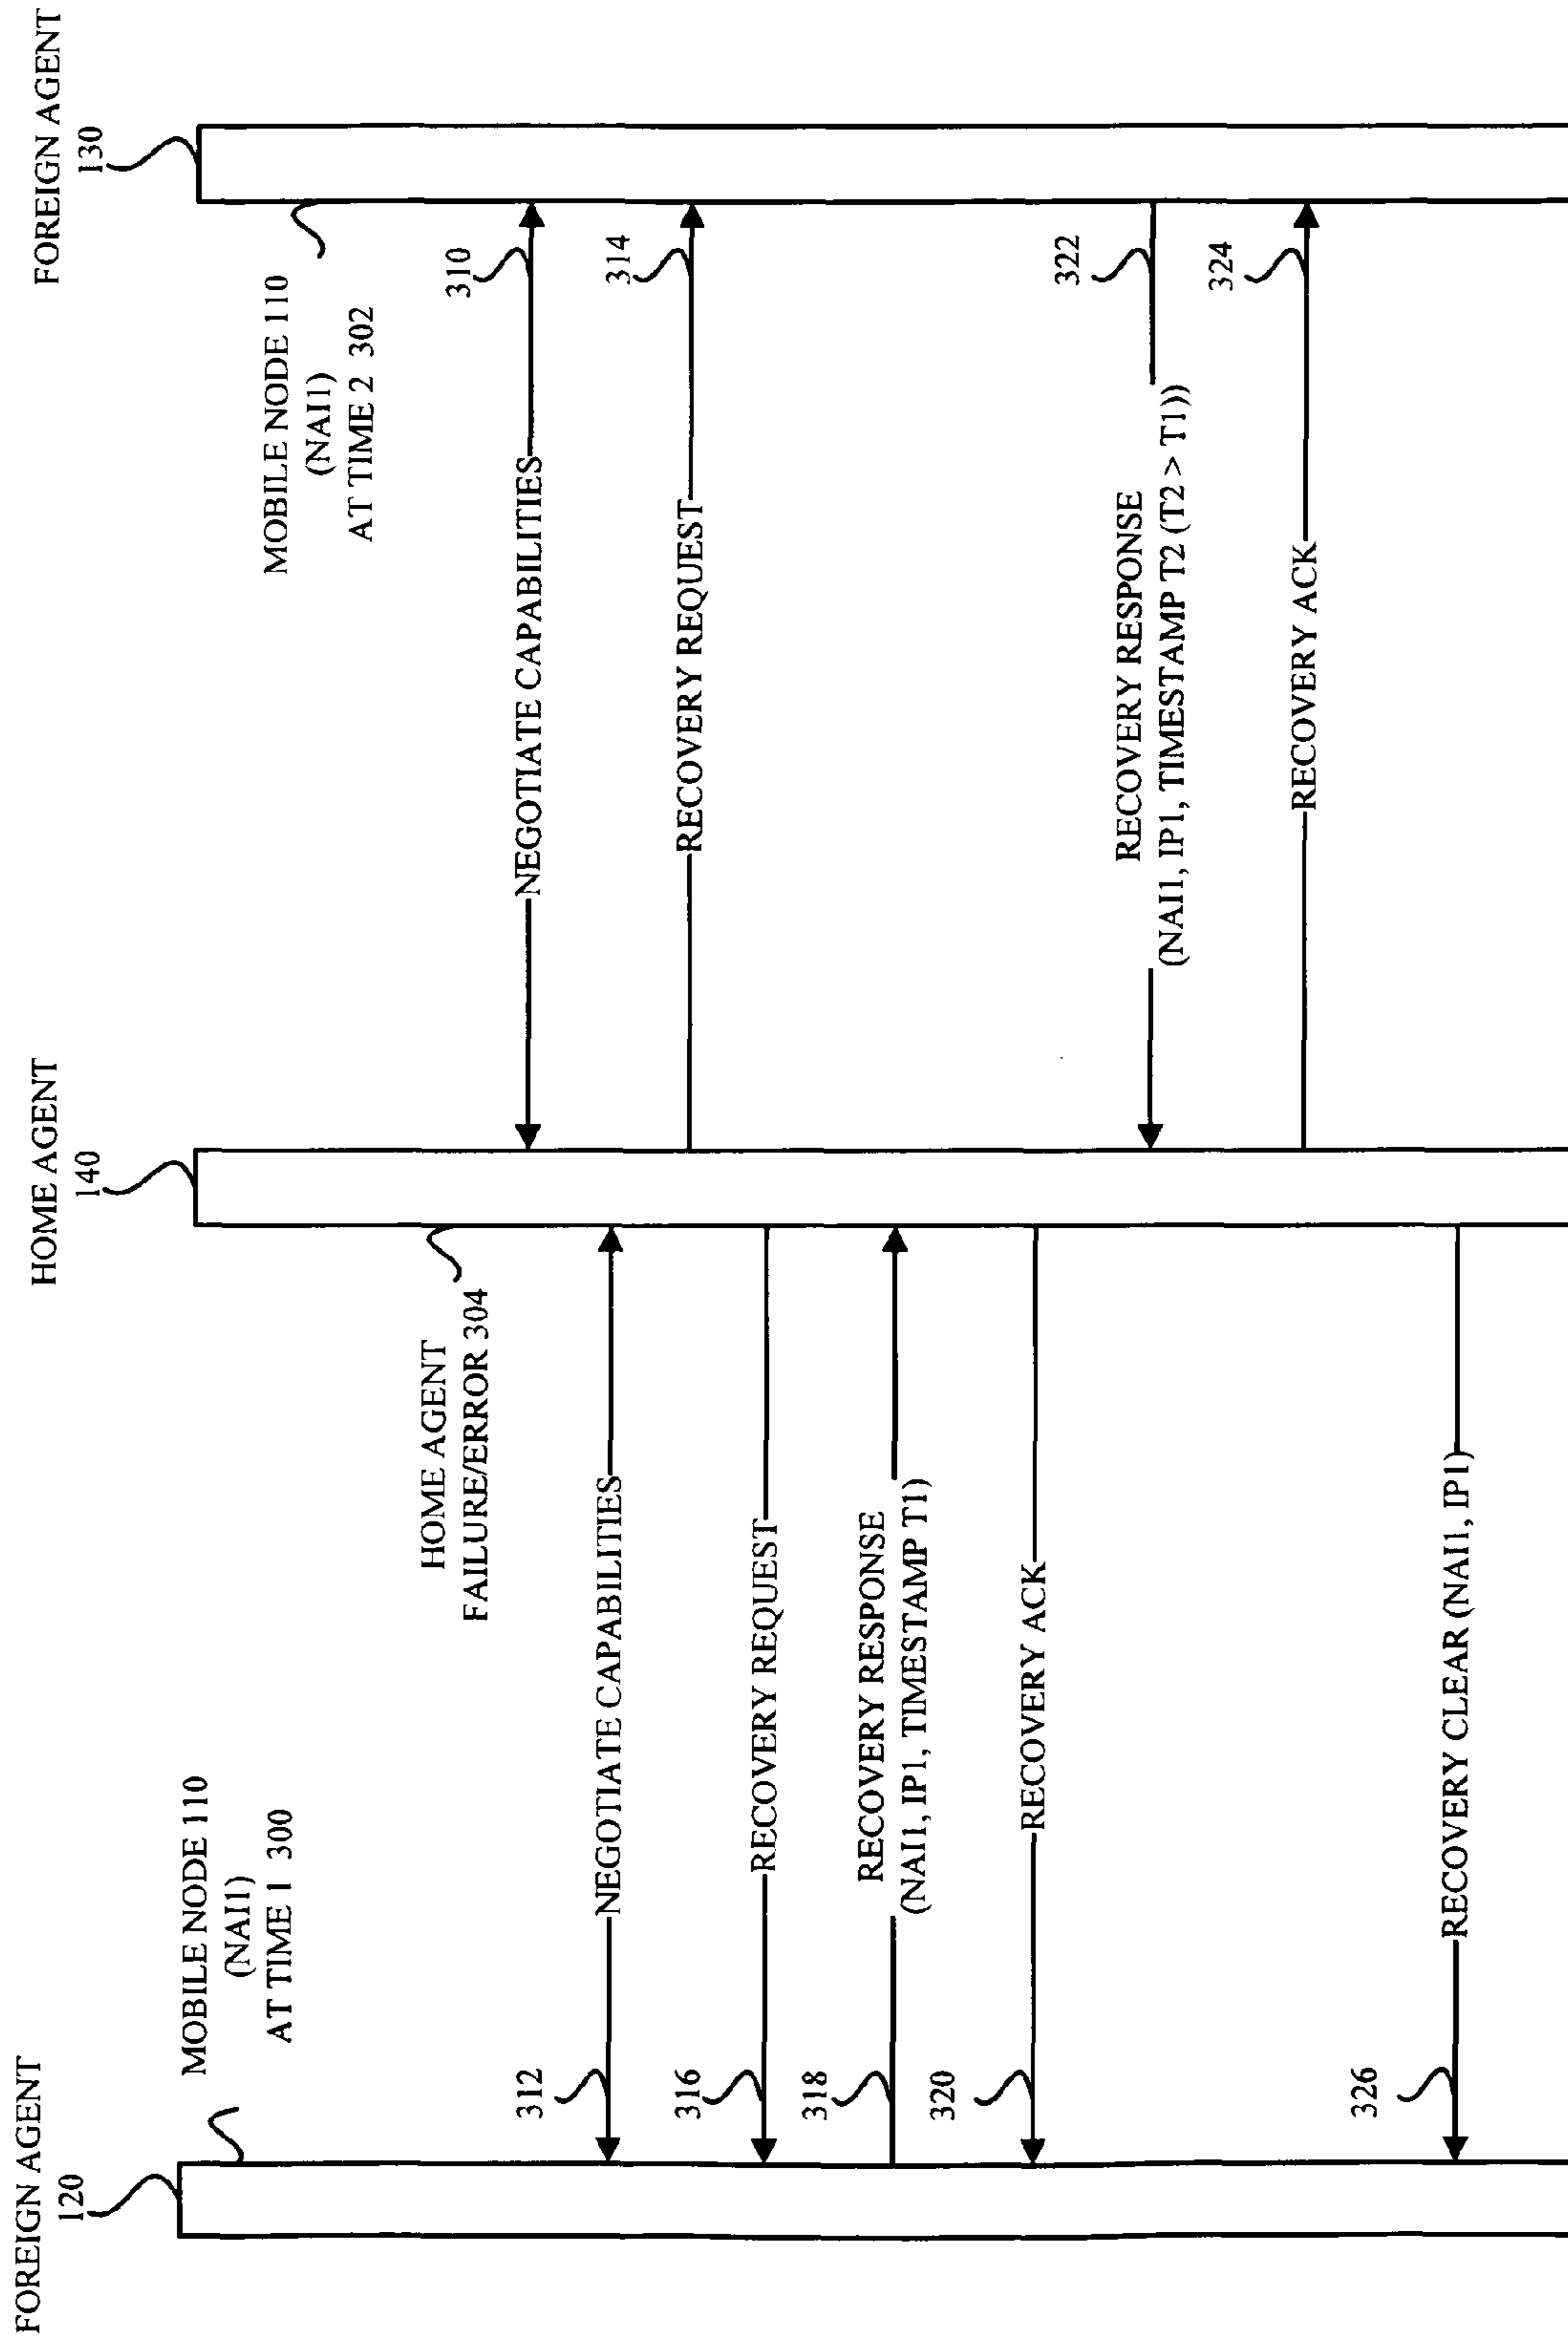 FOREIGN AGENT
120
HOME AGENT
140
FOREIGN AGENT
130
MOBILE NODE 110
(NAI1)
AT TIME 1 300
MOBILE NODE 110
(NAI1)
AT TIME 2 302
HOME AGENT
FAILURE/ERROR 304
310
NEGOTIATE CAPABILITIES
312
NEGOTIATE CAPABILITIES
314
RECOVERY REQUEST
316
RECOVERY REQUEST
318
RECOVERY RESPONSE
(NAI1, IP1, TIMESTAMP T1)
320
RECOVERY ACK
322
RECOVERY RESPONSE
(NAI1, IP1, TIMESTAMP T2 (T2 > T1))
324
RECOVERY ACK
326
RECOVERY CLEAR (NAI1, IP1)